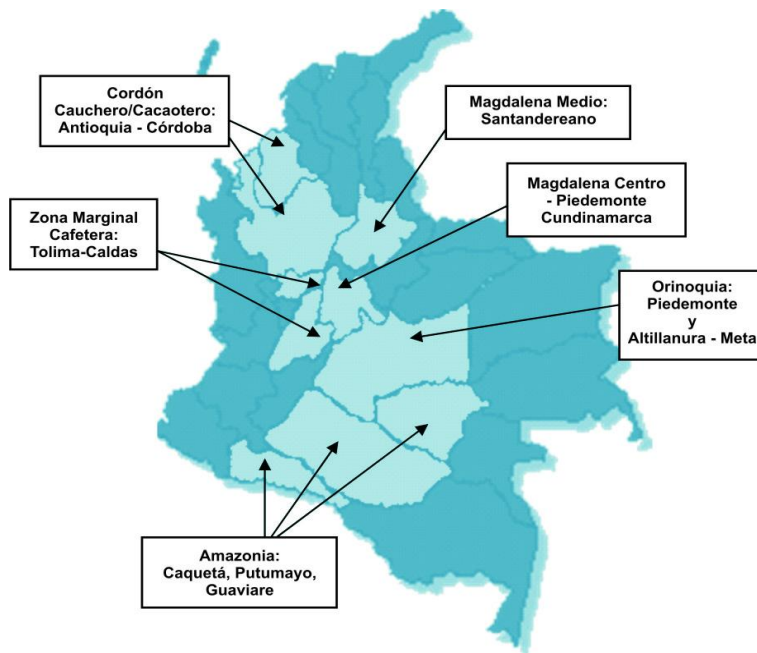 Cordón
Cauchero/Cacaotero:
Antioquia - Córdoba
Magdalena Medio:
Santandereano
Magdalena Centro
- Piedemonte
Cundinamarca
Zona Marginal
Cafetera:
Tolima-Caldas
Orinoquia:
Piedemonte
y
Altillanura - Meta
Amazonia:
Caquetá, Putumayo,
Guaviare